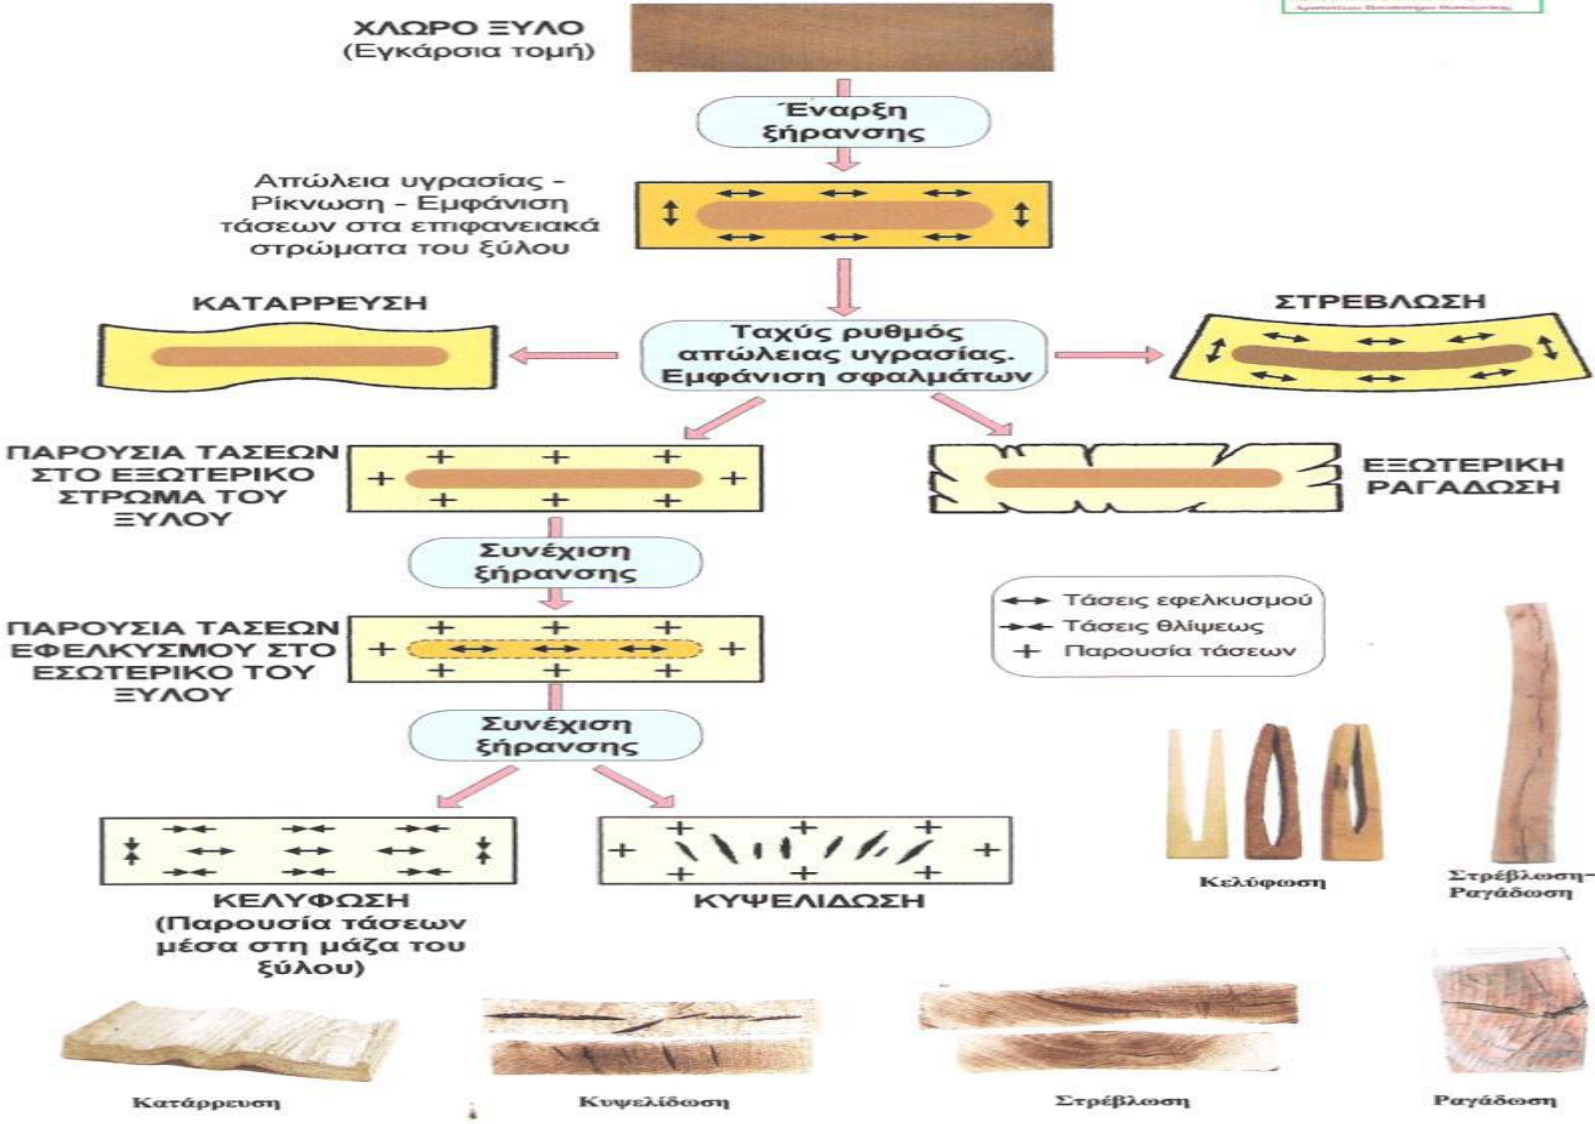 ΧΛΩΡΟ ΞΥΛΟ
(Εγκάρσια τομή)
Έναρξη
ξήρανσης
Απώλεια υγρασίας -
Ρίκνωση - Εμφάνιση
τάσεων στα επιφανειακά
στρώματα του ξύλου
ΚΑΤΑΡΡΕΥΣΗ
Ταχύς ρυθμός
απώλειας υγρασίας.
Εμφάνιση σφαλμάτων
ΣΤΡΕΒΛΩΣΗ
ΠΑΡΟΥΣΙΑ ΤΑΣΕΩΝ
ΣΤΟ ΕΞΩΤΕΡΙΚΟ
ΣΤΡΩΜΑ ΤΟΥ
ΞΥΛΟΥ
ΕΞΩΤΕΡΙΚΗ
ΡΑΓΑΔΩΣΗ
Συνέχιση
ξήρανσης
ΠΑΡΟΥΣΙΑ ΤΑΣΕΩΝ
ΕΦΕΛΚΥΣΜΟΥ ΣΤΟ
ΕΣΩΤΕΡΙΚΟ ΤΟΥ
ΞΥΛΟΥ
Τάσεις εφελκυσμού
Τάσεις θλίψεως
Παρουσία τάσεων
Συνέχιση
ξήρανσης
ΚΕΛΥΦΩΣΗ
(Παρουσία τάσεων
μέσα στη μάζα του
ξύλου)
ΚΥΨΕΛΙΔΩΣΗ
Κελύφωση
Στρέβλωση-
Ραγάδωση
Κατάρρευση
Κυψελίδωση
Στρέβλωση
Ραγάδωση